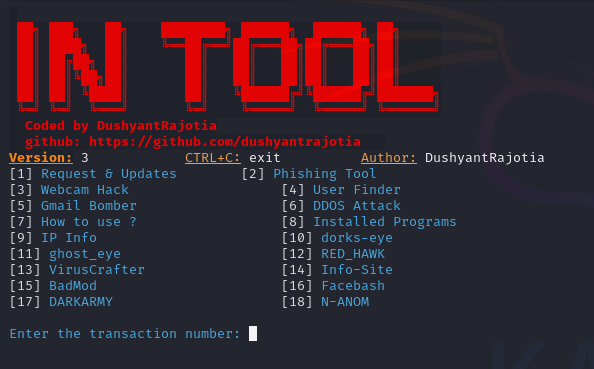 IN TOOL
Coded by DushyantRajotia
github: https://github.com/dushyantrajotia
Version: 3 CTRL+C: exit Author: DushyantRajotia
[1] Request & Updates [2] Phishing Tool
[3] Webcam Hack [4] User Finder
[5] Gmail Bomber [6] DDOS Attack
[7] How to use ? [8] Installed Programs
[9] IP Info [10] dorks-eye
[11] ghost_eye [12] RED_HAWK
[13] VirusCrafter [14] Info-Site
[15] BadMod [16] Facebash
[17] DARKARMY [18] N-ANOM
Enter the transaction number: